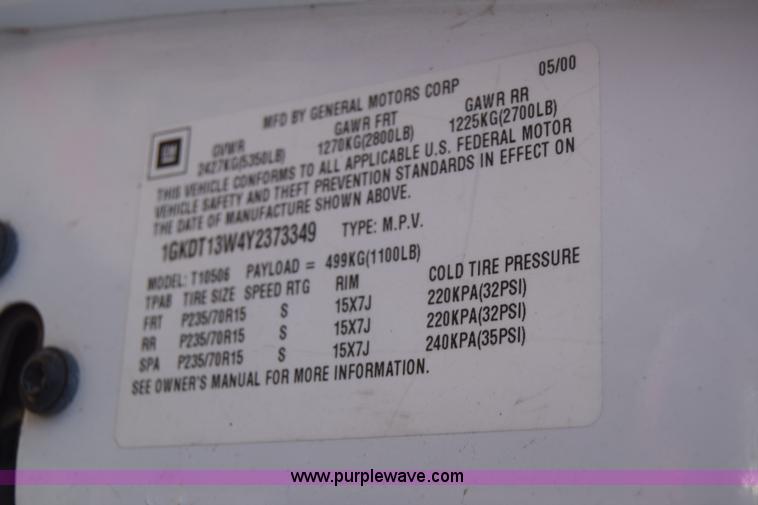 MFD BY GENERAL MOTORS CORP 05/00
GM GVWR GAWR FRT GAWR RR
2427KG(5350LB) 1270KG(2800LB) 1225KG(2700LB)
THIS VEHICLE CONFORMS TO ALL APPLICABLE U.S. FEDERAL MOTOR
VEHICLE SAFETY AND THEFT PREVENTION STANDARDS IN EFFECT ON
THE DATE OF MANUFACTURE SHOWN ABOVE.
1GKDT13W4Y2373349 TYPE: M.P.V.
MODEL: T10506 PAYLOAD = 499KG(1100LB)
TPAB TIRE SIZE SPEED RTG RIM COLD TIRE PRESSURE
FRT P235/70R15 S 15X7J 220KPA(32PSI)
RR P235/70R15 S 15X7J 220KPA(32PSI)
SPA P235/70R15 S 15X7J 240KPA(35PSI)
SEE OWNER'S MANUAL FOR MORE INFORMATION.
www.purplewave.com